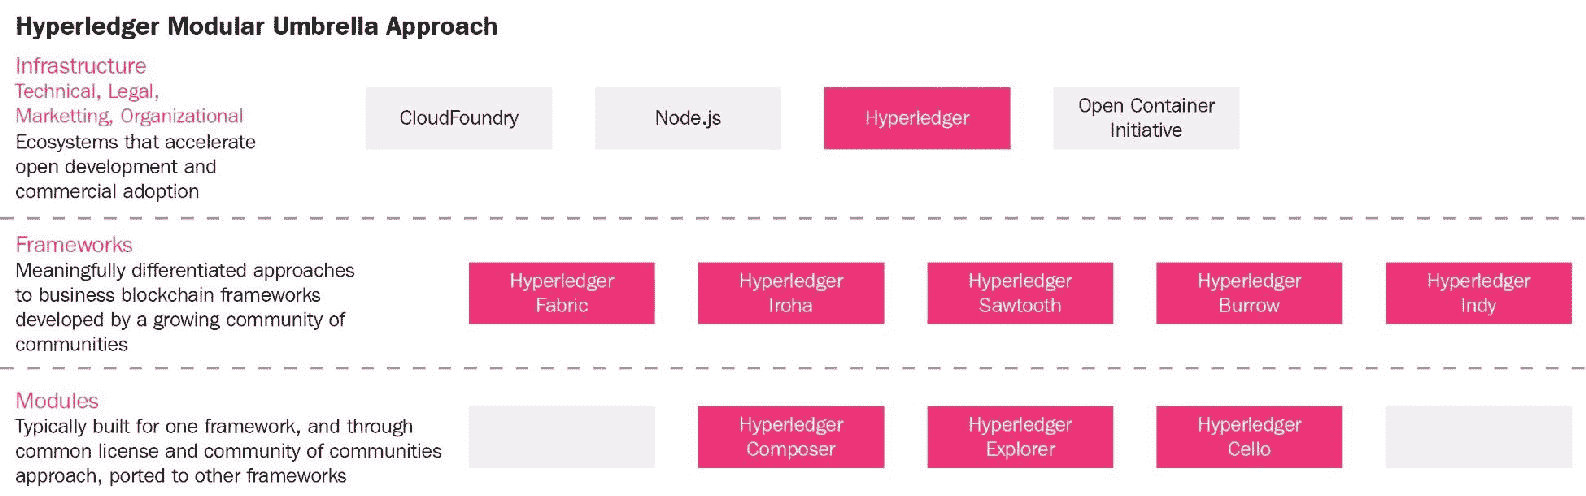 Hyperledger Modular Umbrella Approach
Infrastructure
Technical, Legal,
Marketting, Organizational
Ecosystems that accelerate
open development and
commercial adoption
CloudFoundry
Node.js
Hyperledger
Open Container
Initiative
Frameworks
Meaningfully differentiated approaches
to business blockchain frameworks
developed by a growing community of
communities
Hyperledger
Fabric
Hyperledger
Iroha
Hyperledger
Sawtooth
Hyperledger
Burrow
Hyperledger
Indy
Modules
Typically built for one framework, and through
common license and community of communities
approach, ported to other frameworks
Hyperledger
Composer
Hyperledger
Explorer
Hyperledger
Cello